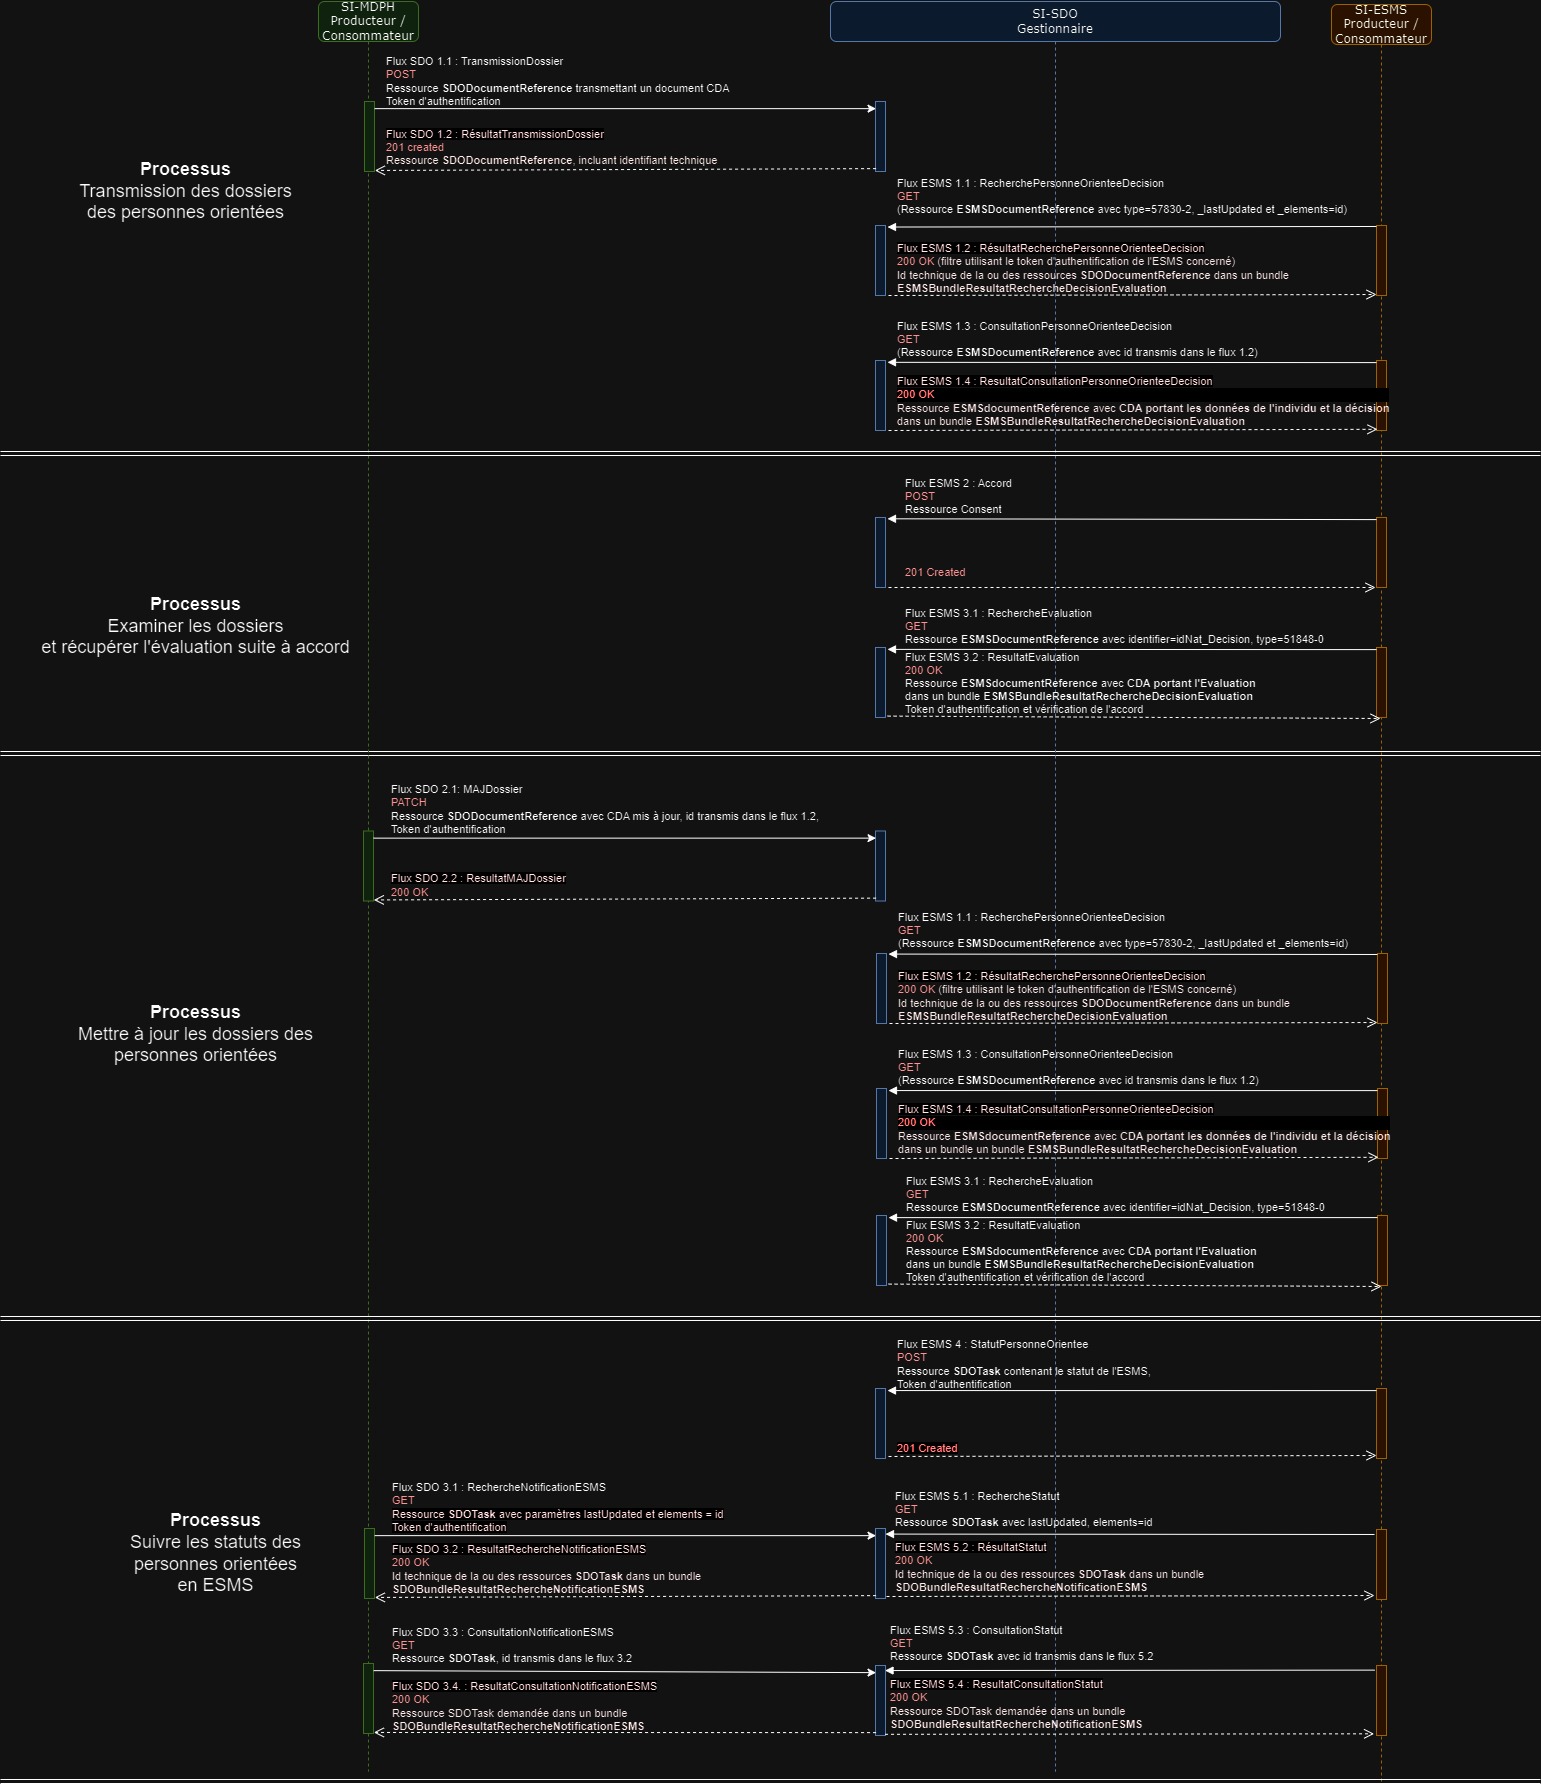 SI-MDPH
Producteur /
Consommateur
SI-SDO
Gestionnaire
SI-ESMS
Producteur /
Consommateur
Flux SDO 1.1 : TransmissionDossier
POST
Ressource SDODocumentReference transmettant un document CDA
Token d'authentification
Flux SDO 1.2 : RésultatTransmissionDossier
201 created
Ressource SDODocumentReference, incluant identifiant technique
Processus
Transmission des dossiers
des personnes orientées
Flux ESMS 1.1 : RecherchePersonneOrienteeDecision
GET
(Ressource ESMSDocumentReference avec type=57830-2, _lastUpdated et _elements=id)
Flux ESMS 1.2 : RésultatRecherchePersonneOrienteeDecision
200 OK (filtre utilisant le token d'authentification de l'ESMS concerné)
Id technique de la ou des ressources SDODocumentReference dans un bundle
ESMSBundleResultatRechercheDecisionEvaluation
Flux ESMS 1.3 : ConsultationPersonneOrienteeDecision
GET
(Ressource ESMSDocumentReference avec id transmis dans le flux 1.2)
Flux ESMS 1.4 : ResultatConsultationPersonneOrienteeDecision
200 OK
Ressource ESMSdocumentReference avec CDA portant les données de l'individu et la décision
dans un bundle ESMSBundleResultatRechercheDecisionEvaluation
Flux ESMS 2 : Accord
POST
Ressource Consent
201 Created
Processus
Examiner les dossiers
et récupérer l'évaluation suite à accord
Flux ESMS 3.1 : RechercheEvaluation
GET
Ressource ESMSDocumentReference avec identifier=idNat_Decision, type=51848-0
Flux ESMS 3.2 : ResultatEvaluation
200 OK
Ressource ESMSdocumentReference avec CDA portant l'Evaluation
dans un bundle ESMSBundleResultatRechercheDecisionEvaluation
Token d'authentification et vérification de l'accord
Flux SDO 2.1: MAJDossier
PATCH
Ressource SDODocumentReference avec CDA mis à jour, id transmis dans le flux 1.2,
Token d'authentification
Flux SDO 2.2 : ResultatMAJDossier
200 OK
Flux ESMS 1.1 : RecherchePersonneOrienteeDecision
GET
(Ressource ESMSDocumentReference avec type=57830-2, _lastUpdated et _elements=id)
Flux ESMS 1.2 : RésultatRecherchePersonneOrienteeDecision
200 OK (filtre utilisant le token d'authentification de l'ESMS concerné)
Id technique de la ou des ressources SDODocumentReference dans un bundle
ESMSBundleResultatRechercheDecisionEvaluation
Processus
Mettre à jour les dossiers des
personnes orientées
Flux ESMS 1.3 : ConsultationPersonneOrienteeDecision
GET
(Ressource ESMSDocumentReference avec id transmis dans le flux 1.2)
Flux ESMS 1.4 : ResultatConsultationPersonneOrienteeDecision
200 OK
Ressource ESMSdocumentReference avec CDA portant les données de l'individu et la décision
dans un bundle un bundle ESMSBundleResultatRechercheDecisionEvaluation
Flux ESMS 3.1 : RechercheEvaluation
GET
Ressource ESMSDocumentReference avec identifier=idNat_Decision, type=51848-0
Flux ESMS 3.2 : ResultatEvaluation
200 OK
Ressource ESMSdocumentReference avec CDA portant l'Evaluation
dans un bundle ESMSBundleResultatRechercheDecisionEvaluation
Token d'authentification et vérification de l'accord
Flux ESMS 4 : StatutPersonneOrientee
POST
Ressource SDOTask contenant le statut de l'ESMS,
Token d'authentification
201 Created
Processus
Suivre les statuts des
personnes orientées
en ESMS
Flux SDO 3.1 : RechercheNotificationESMS
GET
Ressource SDOTask avec paramètres lastUpdated et elements = id
Token d'authentification
Flux SDO 3.2 : ResultatRechercheNotificationESMS
200 OK
Id technique de la ou des ressources SDOTask dans un bundle
SDOBundleResultatRechercheNotificationESMS
Flux ESMS 5.1 : RechercheStatut
GET
Ressource SDOTask avec lastUpdated, elements=id
Flux ESMS 5.2 : RésultatStatut
200 OK
Id technique de la ou des ressources SDOTask dans un bundle
SDOBundleResultatRechercheNotificationESMS
Flux SDO 3.3 : ConsultationNotificationESMS
GET
Ressource SDOTask, id transmis dans le flux 3.2
Flux SDO 3.4. : ResultatConsultationNotificationESMS
200 OK
Ressource SDOTask demandée dans un bundle
SDOBundleResultatRechercheNotificationESMS
Flux ESMS 5.3 : ConsultationStatut
GET
Ressource SDOTask avec id transmis dans le flux 5.2
Flux ESMS 5.4 : ResultatConsultationStatut
200 OK
Ressource SDOTask demandée dans un bundle
SDOBundleResultatRechercheNotificationESMS